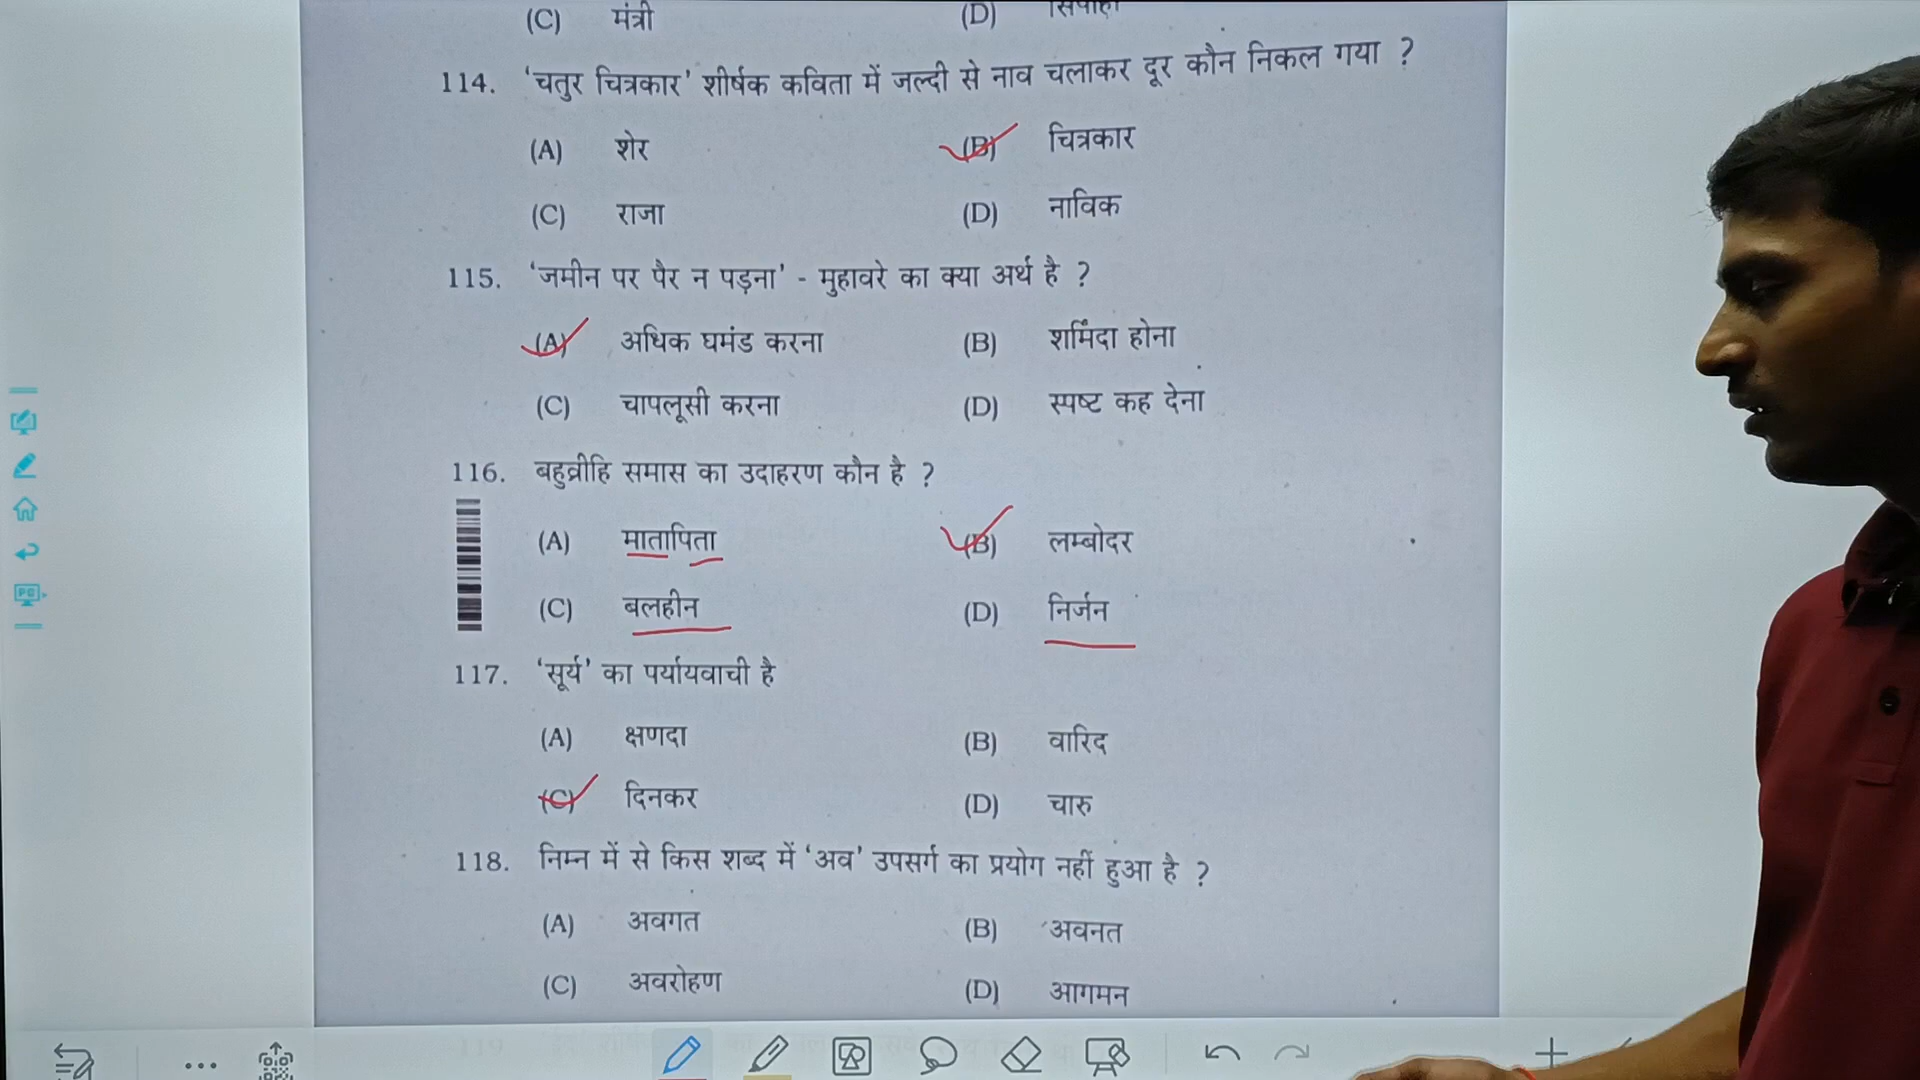 (C) मंत्री (D) सिपाही
114. ‘चतुर चित्रकार’ शीर्षक कविता में जल्दी से नाव चलाकर दूर कौन निकल गया ?
(A) शेर (B) चित्रकार
(C) राजा (D) नाविक
115. ‘जमीन पर पैर न पड़ना’ - मुहावरे का क्या अर्थ है ?
(A) अधिक घमंड करना (B) शर्मिंदा होना
(C) चापलूसी करना (D) स्पष्ट कह देना
116. बहुव्रीहि समास का उदाहरण कौन है ?
(A) मातापिता (B) लम्बोदर
(C) बलहीन (D) निर्जन
117. ‘सूर्य’ का पर्यायवाची है
(A) क्षणदा (B) वारिद
(C) दिनकर (D) चारु
118. निम्न में से किस शब्द में ‘अव’ उपसर्ग का प्रयोग नहीं हुआ है ?
(A) अवगत (B) अवनत
(C) अवरोहण (D) आगमन